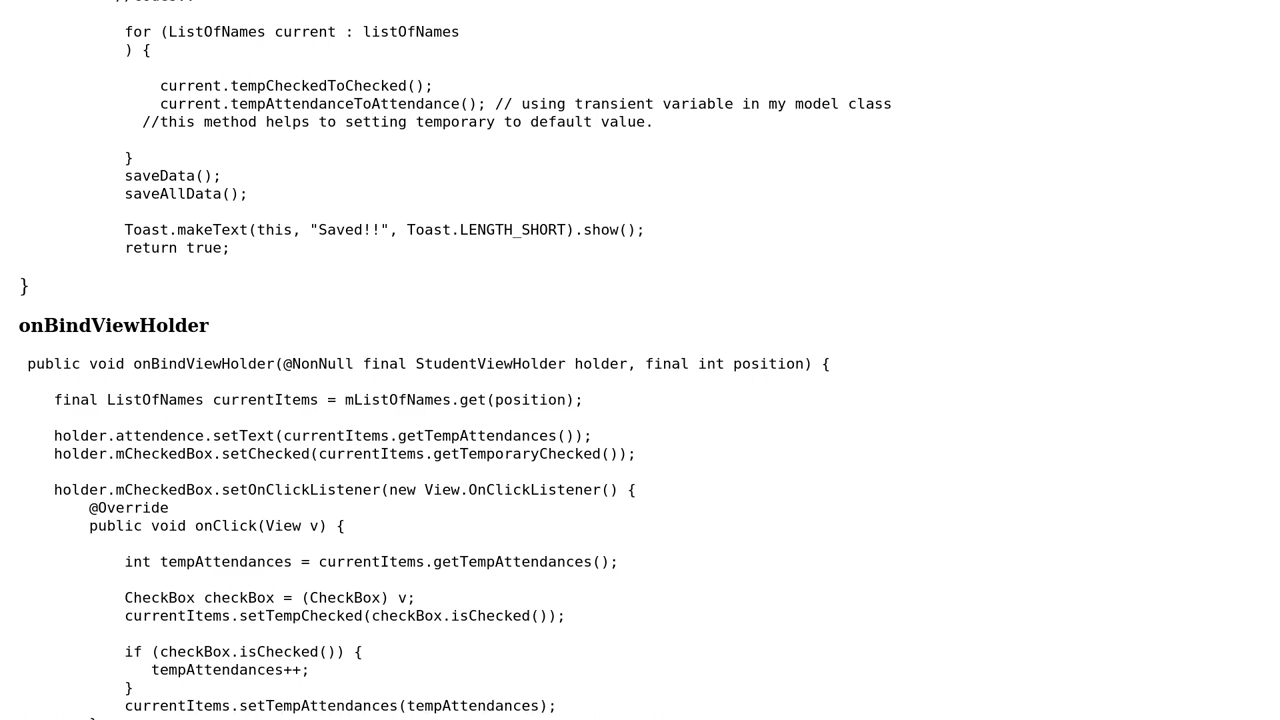 for (ListOfNames current : listOfNames
) {
current.tempCheckedToChecked();
current.tempAttendanceToAttendance(); // using transient variable in my model class
//this method helps to setting temporary to default value.
}
saveData();
saveAllData();
Toast.makeText(this, "Saved!!", Toast.LENGTH_SHORT).show();
return true;
}
onBindViewHolder
public void onBindViewHolder(@NonNull final StudentViewHolder holder, final int position) {
final ListOfNames currentItems = mListOfNames.get(position);
holder.attendence.setText(currentItems.getTempAttendances());
holder.mCheckedBox.setChecked(currentItems.getTemporaryChecked());
holder.mCheckedBox.setOnClickListener(new View.OnClickListener() {
@Override
public void onClick(View v) {
int tempAttendances = currentItems.getTempAttendances();
CheckBox checkBox = (CheckBox) v;
currentItems.setTempChecked(checkBox.isChecked());
if (checkBox.isChecked()) {
tempAttendances++;
}
currentItems.setTempAttendances(tempAttendances);